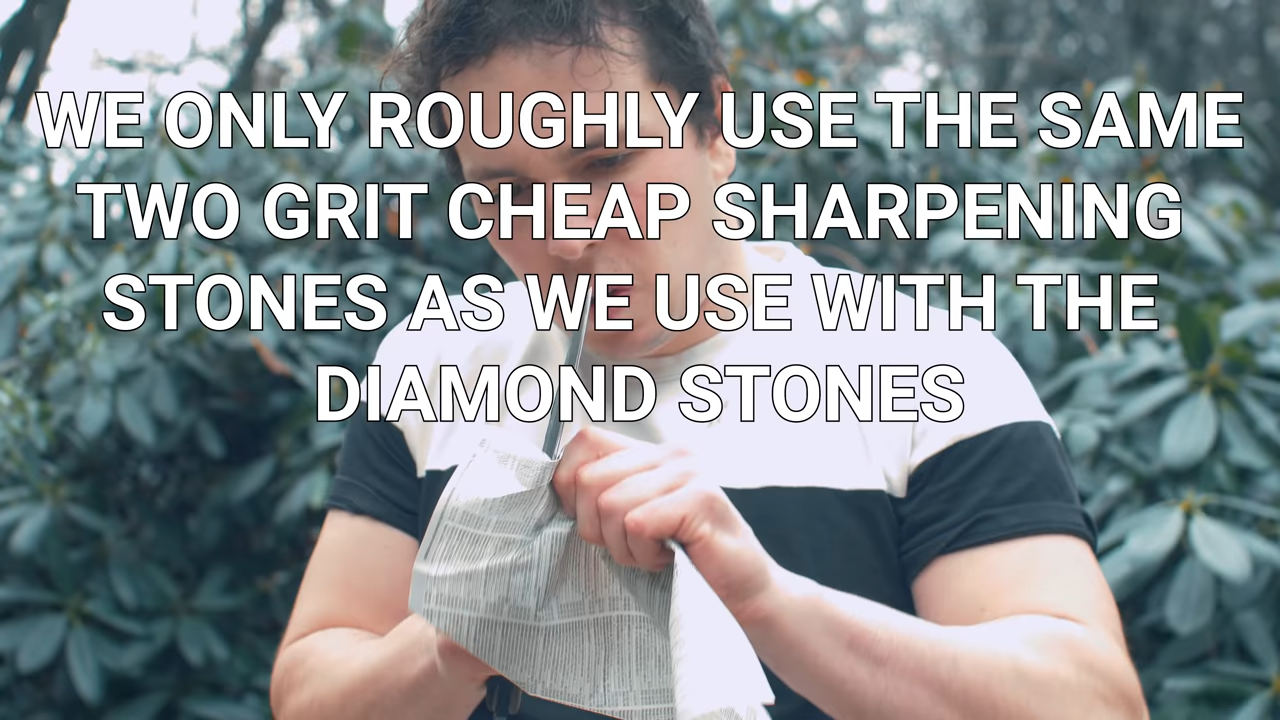 WE ONLY ROUGHLY USE THE SAME
TWO GRIT CHEAP SHARPENING
STONES AS WE USE WITH THE
DIAMOND STONES